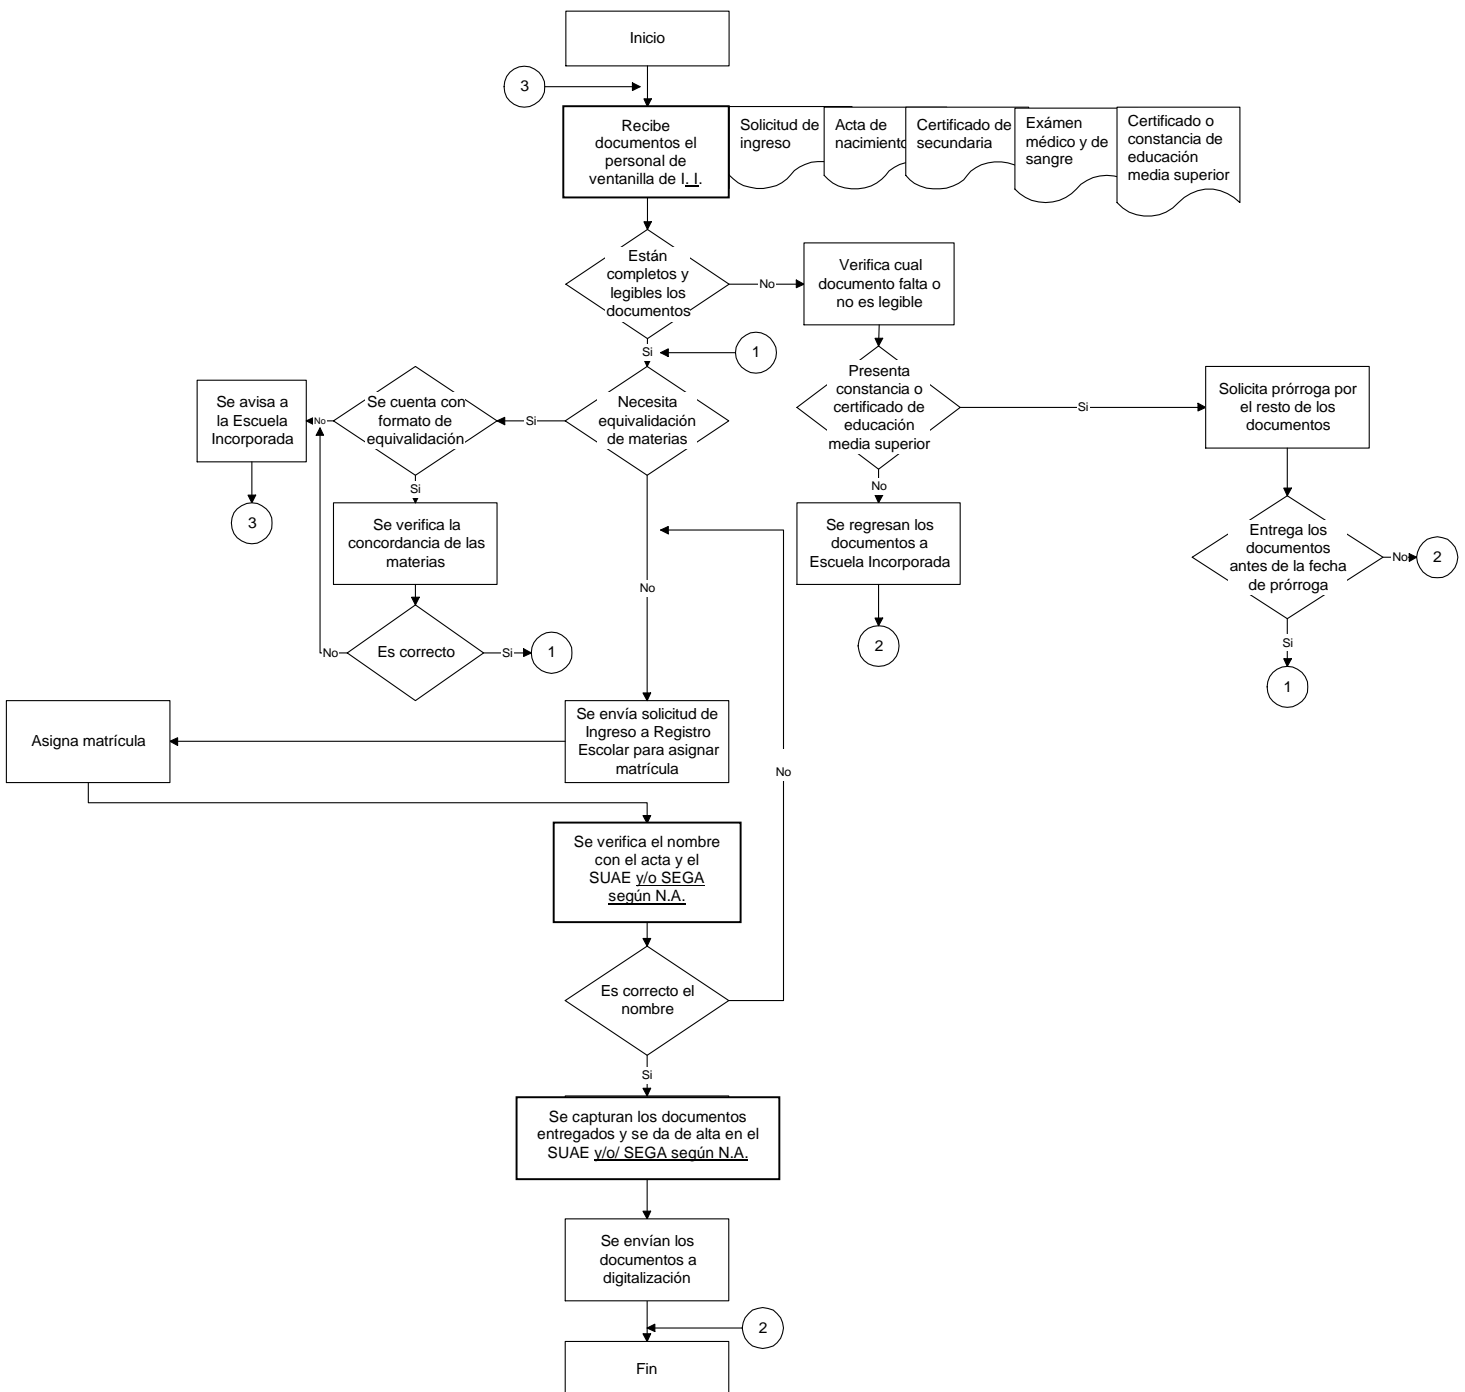 Inicio
3
Recibe
documentos el
personal de
ventanilla de I. I.
Solicitud de
ingreso
Acta de
nacimiento
Certificado de
secundaria
Exámen
médico y de
sangre
Certificado o
constancia de
educación
media superior
Están
completos y
legibles los
documentos
No
Verifica cual
documento falta o
no es legible
Si
1
Presenta
constancia o
certificado de
educación
media superior
Si
Solicita prórroga por
el resto de los
documentos
Se avisa a
la Escuela
Incorporada
No
Se cuenta con
formato de
equivalidación
Si
Necesita
equivalidación
de materias
3
Si
Se verifica la
concordancia de las
materias
No
Se regresan los
documentos a
Escuela Incorporada
Entrega los
documentos
antes de la fecha
de prórroga
No
2
No
No
Es correcto
Si
1
2
Si
1
Asigna matrícula
Se envía solicitud de
Ingreso a Registro
Escolar para asignar
matrícula
No
Se verifica el nombre
con el acta y el
SUAE y/o SEGA
según N.A.
Es correcto el
nombre
Si
Se capturan los documentos
entregados y se da de alta en el
SUAE y/o/ SEGA según N.A.
Se envían los
documentos a
digitalización
2
Fin